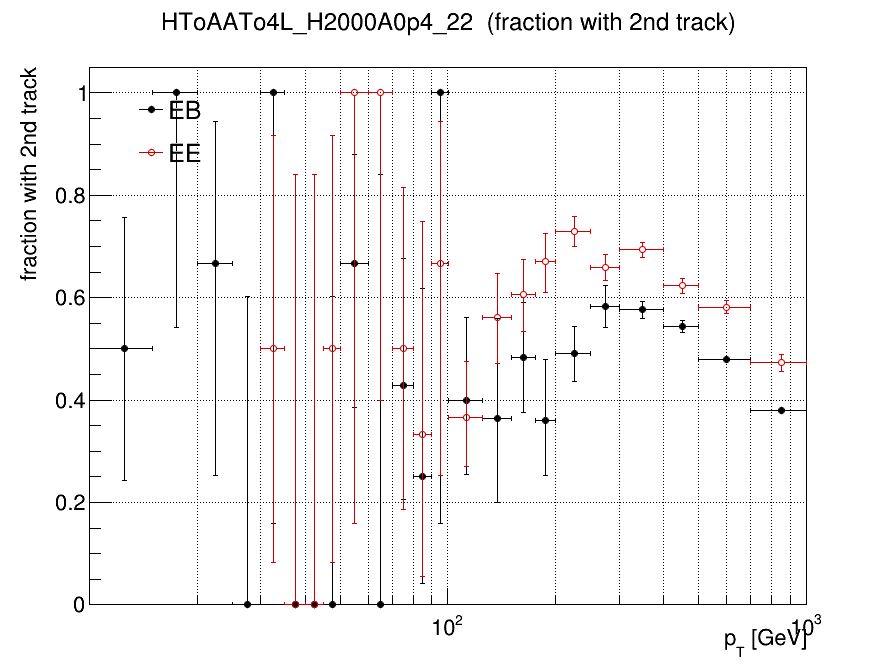 HToAATo4L_H2000A0p4_22 (fraction with 2nd track)
fraction with 2nd track
1
0.8
0.6
0.4
0.2
0
EB
EE
10²
10³
p_T [GeV]